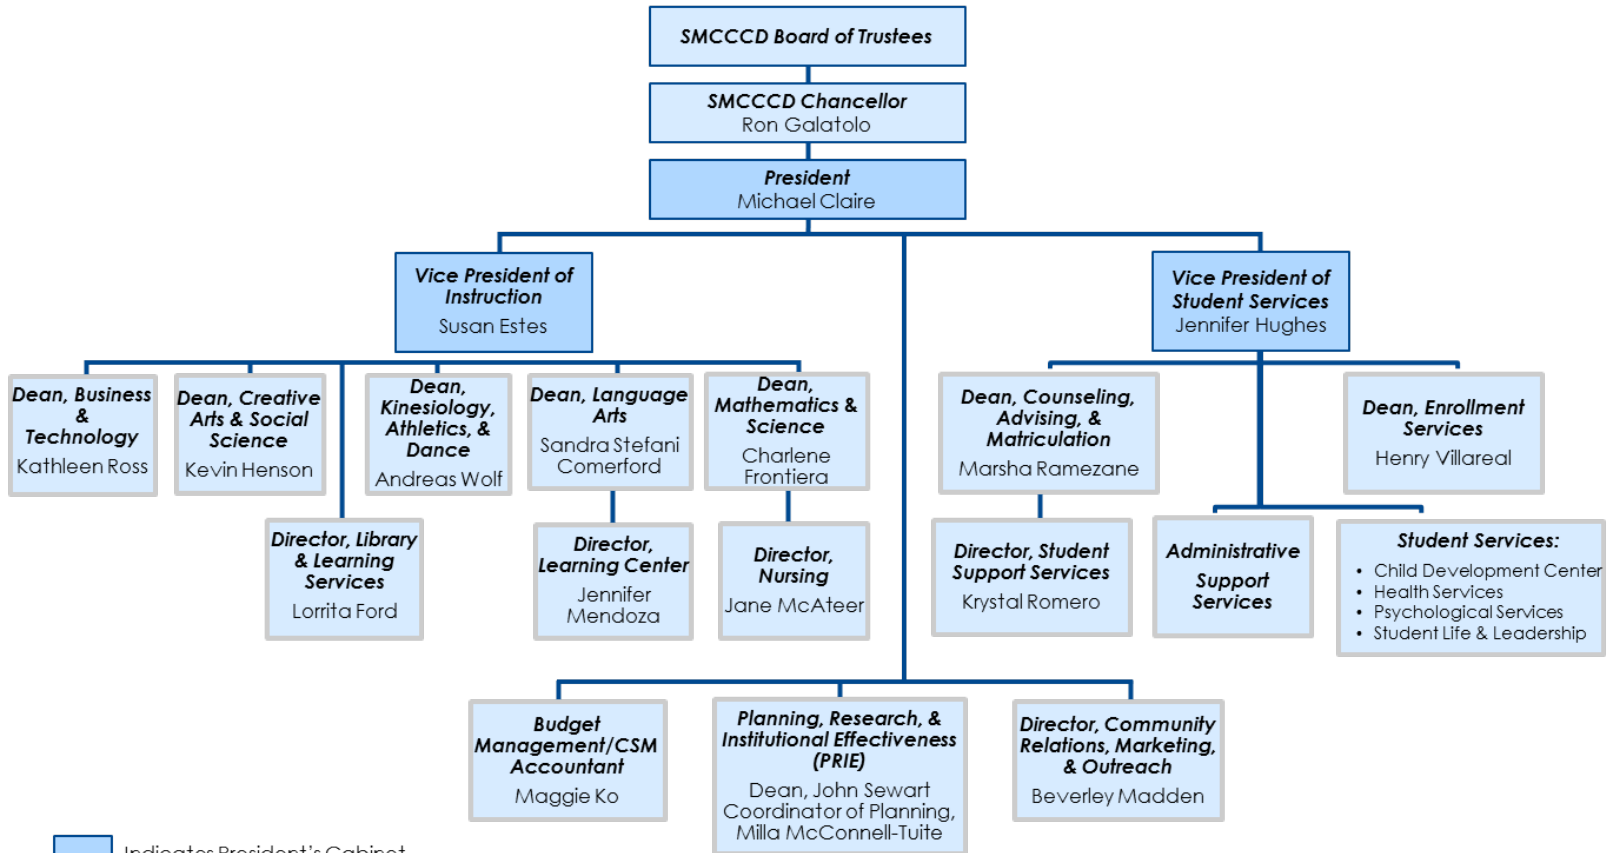 SMCCCD Board of Trustees
SMCCCD Chancellor
Ron Galatolo
President
Michael Claire
Vice President of
Instruction
Susan Estes
Vice President of
Student Services
Jennifer Hughes
Dean, Business
&
Technology
Kathleen Ross
Dean, Creative
Arts & Social
Science
Kevin Henson
Dean,
Kinesiology,
Athletics, &
Dance
Andreas Wolf
Dean, Language
Arts
Sandra Stefani
Comerford
Dean,
Mathematics &
Science
Charlene
Frontiera
Dean, Counseling,
Advising, &
Matriculation
Marsha Ramezane
Dean, Enrollment
Services
Henry Villareal
Director, Library
& Learning
Services
Lorrita Ford
Director,
Learning Center
Jennifer
Mendoza
Director,
Nursing
Jane McAteer
Director, Student
Support Services
Krystal Romero
Administrative
Support
Services
Student Services:
• Child Development Center
• Health Services
• Psychological Services
• Student Life & Leadership
Budget
Management/CSM
Accountant
Maggie Ko
Planning, Research, &
Institutional Effectiveness
(PRIE)
Dean, John Sewart
Coordinator of Planning,
Milla McConnell-Tuite
Director, Community
Relations, Marketing,
& Outreach
Beverley Madden
Indicates President's Cabinet